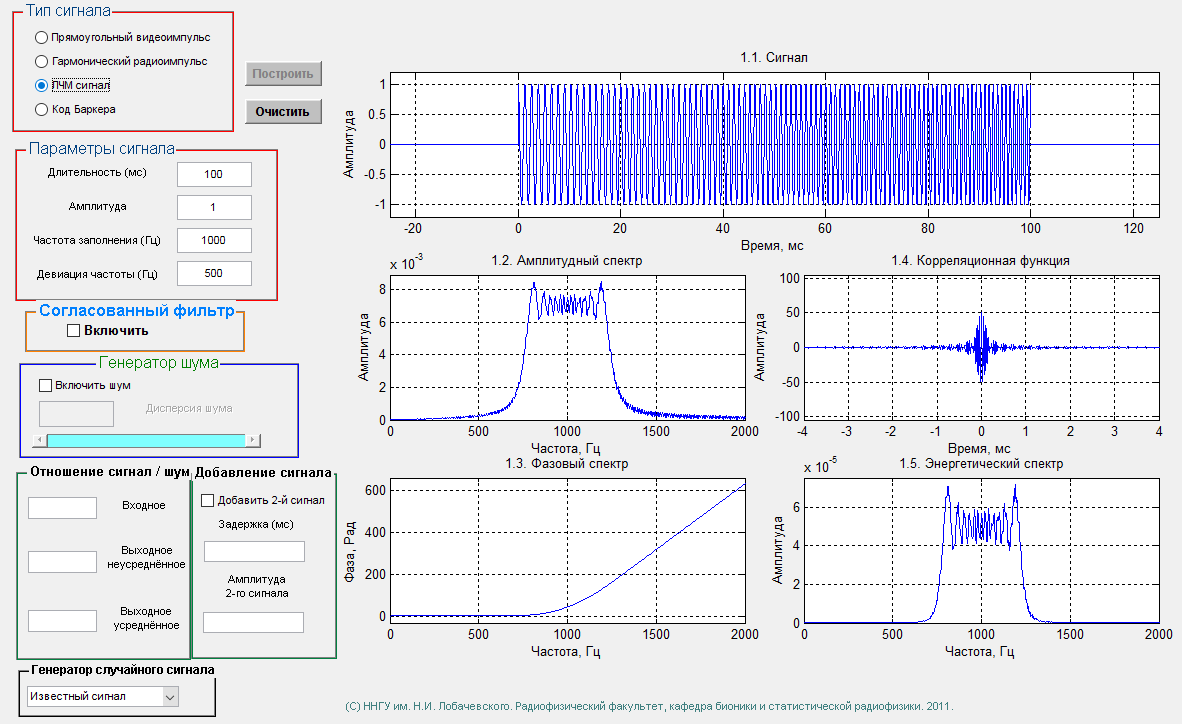 Тип сигнала
Прямоугольный видеоимпульс
Гармонический радиоимпульс
ЛЧМ сигнал
Код Баркера
Построить
Очистить
Параметры сигнала
Длительность (мс) 100
Амплитуда 1
Частота заполнения (Гц) 1000
Девиация частоты (Гц) 500
Согласованный фильтр
Включить
Генератор шума
Включить шум
Дисперсия шума
Отношение сигнал / шум
Входное
Выходное
неусреднённое
Выходное
усреднённое
Добавление сигнала
Добавить 2-й сигнал
Задержка (мс)
Амплитуда
2-го сигнала
Генератор случайного сигнала
Известный сигнал
1.1. Сигнал
Амплитуда
1
0.5
0
-0.5
-1
-20 0 20 40 60 80 100 120
Время, мс
1.2. Амплитудный спектр
x 10⁻³
Амплитуда
8
6
4
2
0
0 500 1000 1500 2000
Частота, Гц
1.4. Корреляционная функция
Амплитуда
100
50
0
-50
-100
-4 -3 -2 -1 0 1 2 3 4
Время, мс
1.3. Фазовый спектр
Фаза, Рад
600
400
200
0
0 500 1000 1500 2000
Частота, Гц
1.5. Энергетический спектр
x 10⁻⁵
Амплитуда
6
4
2
0
0 500 1000 1500 2000
Частота, Гц
(С) ННГУ им. Н.И. Лобачевского. Радиофизический факультет, кафедра бионики и статистической радиофизики. 2011.